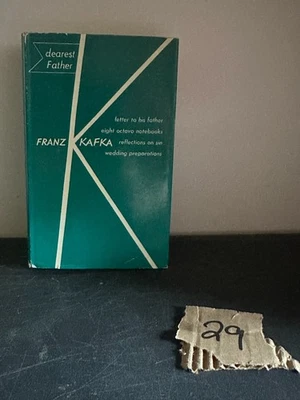 dearest
Father
letter to his father
eight octavo notebooks
FRANZ KAFKA reflections on sin
wedding preparations
29